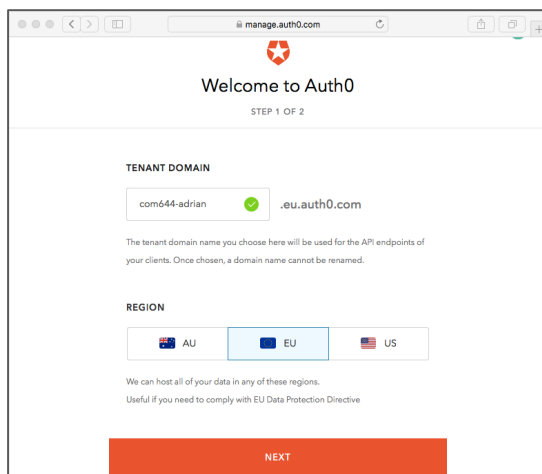 manage.auth0.com
Welcome to Auth0
STEP 1 OF 2
TENANT DOMAIN
com644-adrian .eu.auth0.com
The tenant domain name you choose here will be used for the API endpoints of
your clients. Once chosen, a domain name cannot be renamed.
REGION
AU EU US
We can host all of your data in any of these regions.
Useful if you need to comply with EU Data Protection Directive
NEXT